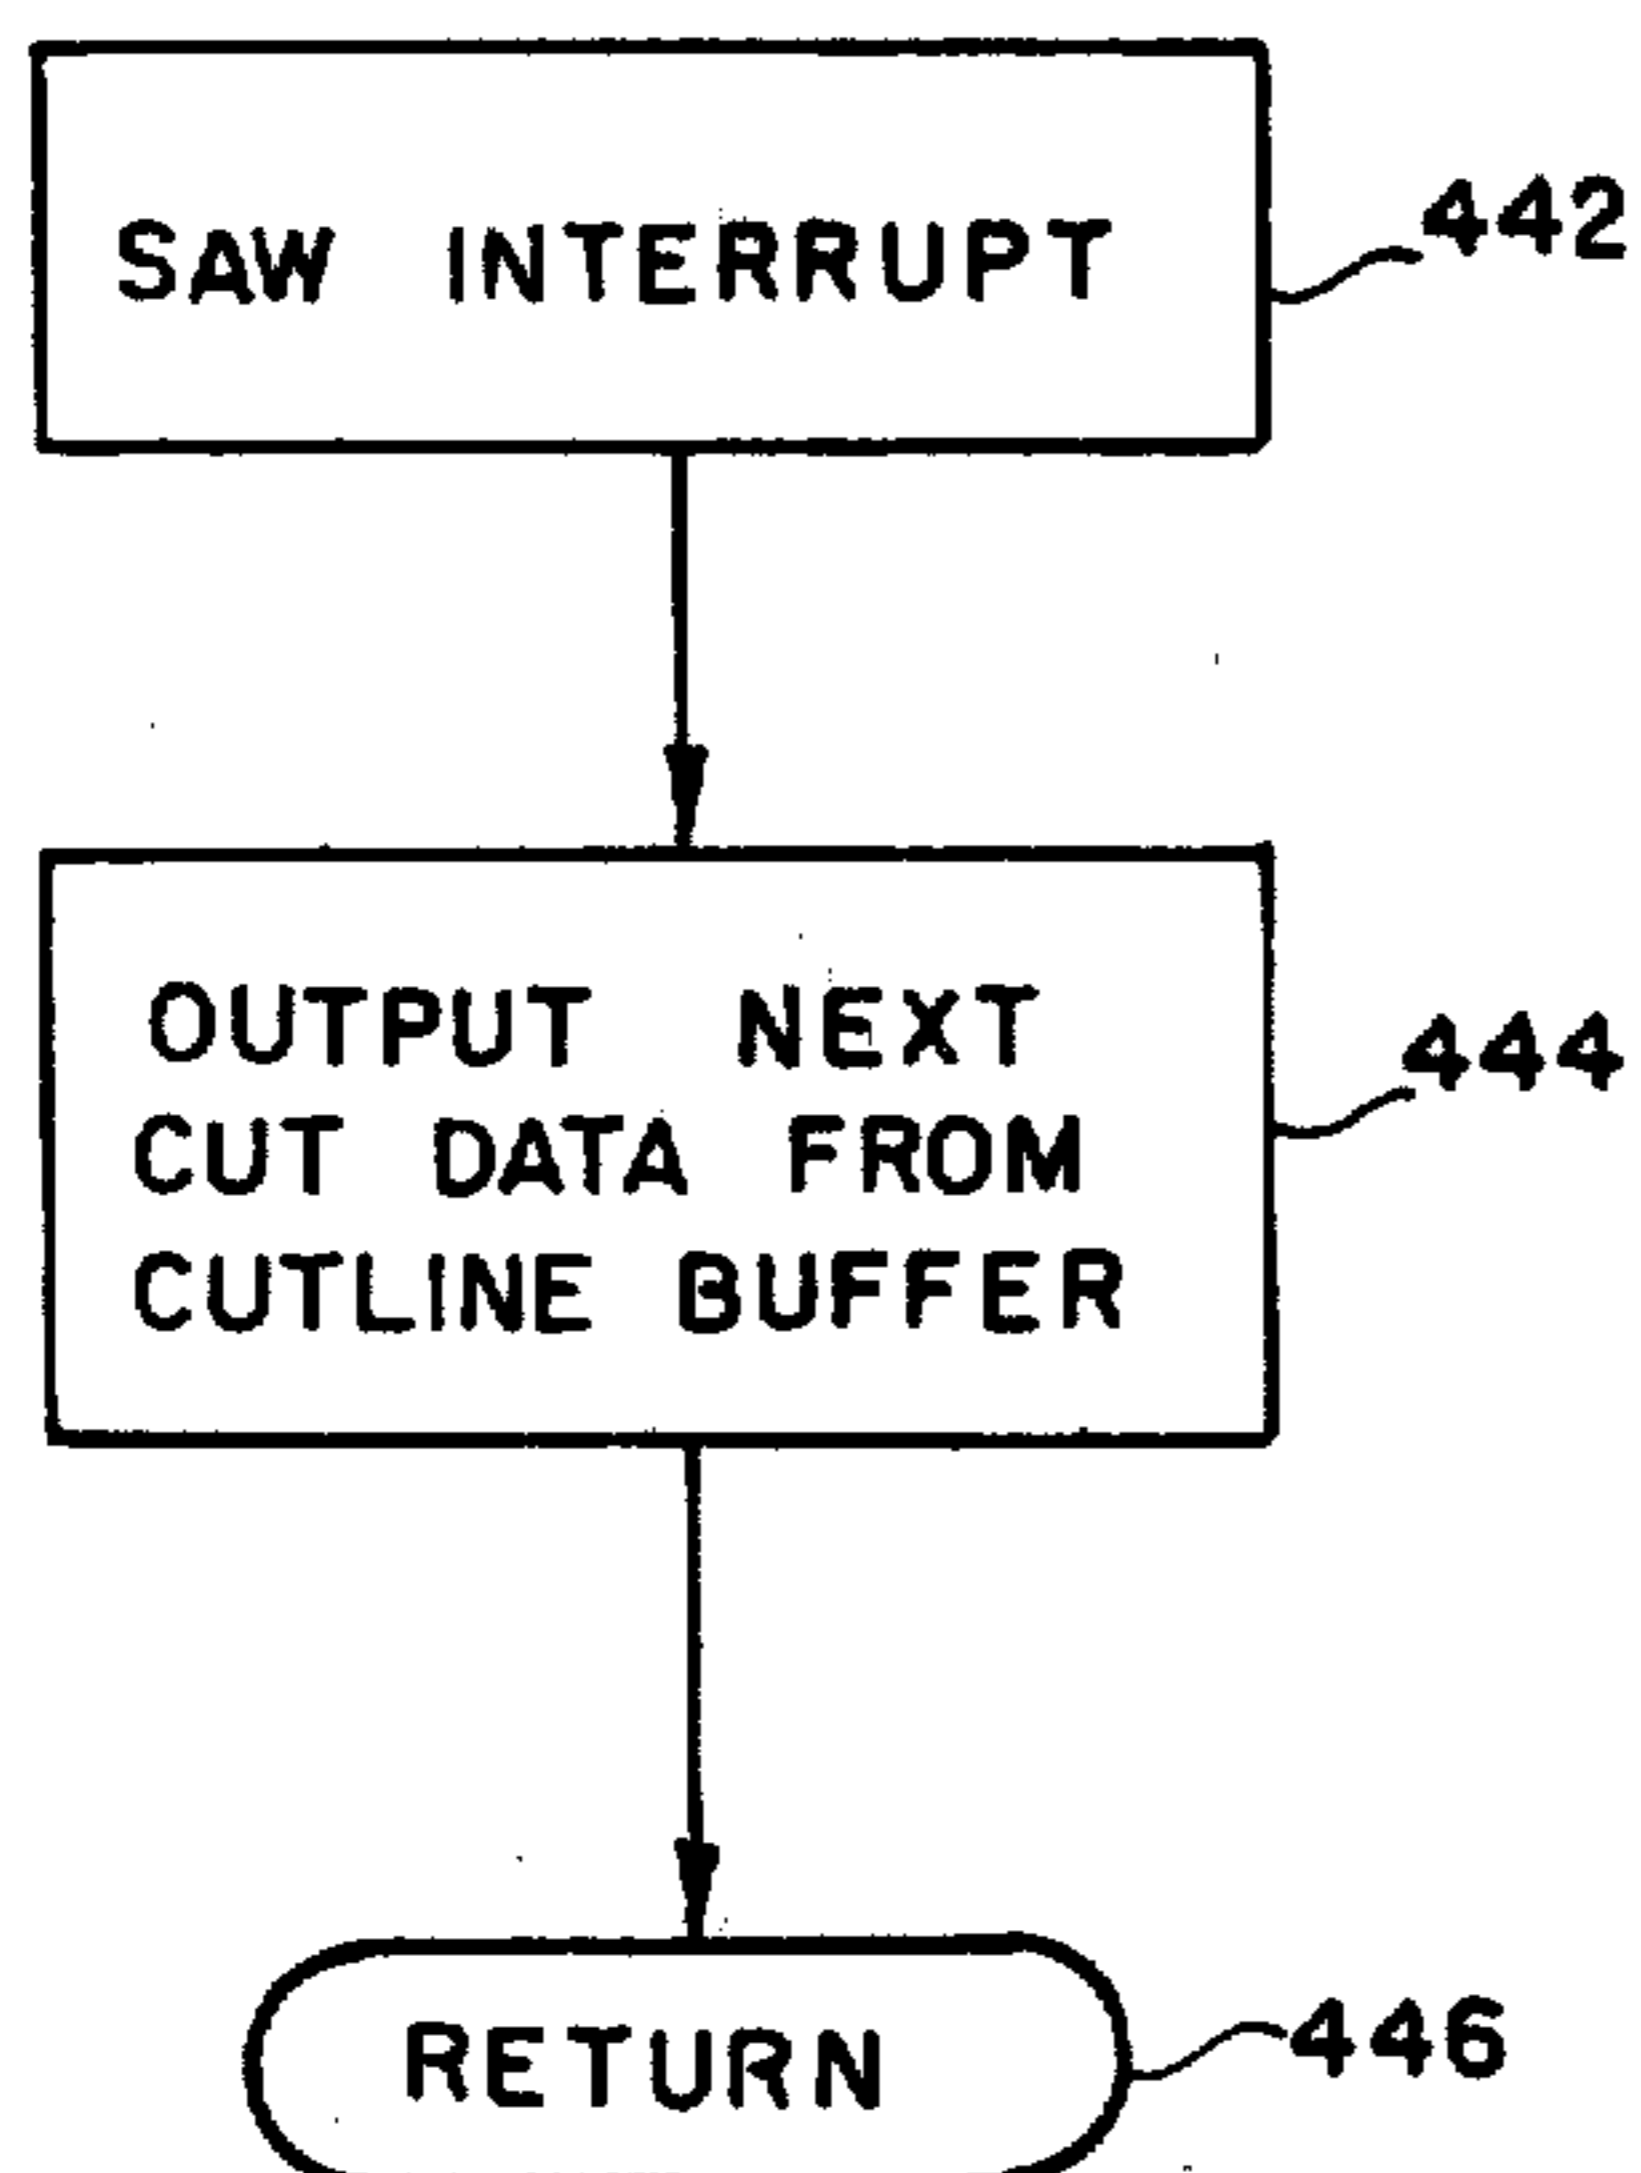 SAW INTERRUPT
442
OUTPUT NEXT
CUT DATA FROM
CUTLINE BUFFER
444
RETURN
446